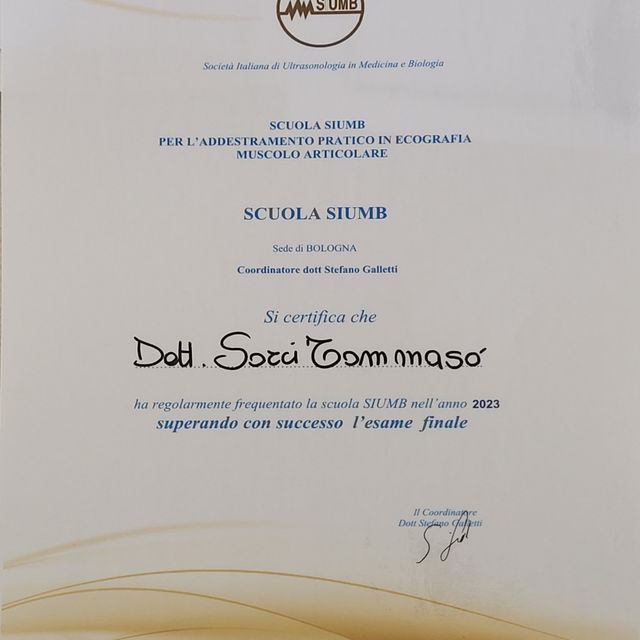 SIUMB
Società Italiana di Ultrasonologia in Medicina e Biologia
SCUOLA SIUMB
PER L'ADDESTRAMENTO PRATICO IN ECOGRAFIA
MUSCOLO ARTICOLARE
SCUOLA SIUMB
Sede di BOLOGNA
Coordinatore dott Stefano Galletti
Si certifica che
Dott. Sorci Tommaso
ha regolarmente frequentato la scuola SIUMB nell'anno 2023
superando con successo l'esame finale
Il Coordinatore
Dott Stefano Galletti